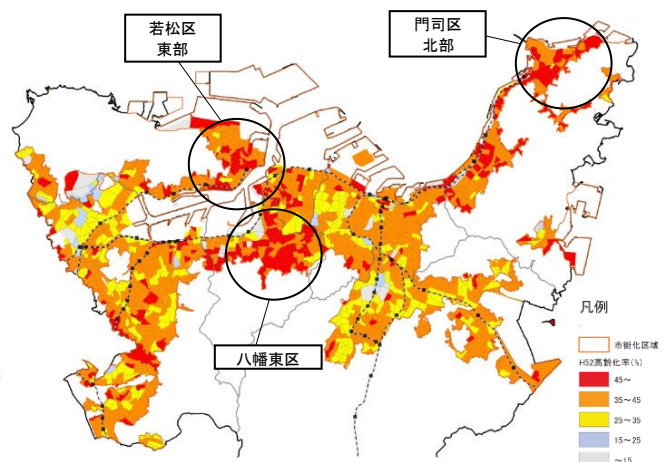 若松区
東部
門司区
北部
八幡東区
凡例
市街化区域
H52高齢化率(%)
45～
35～45
25～35
15～25
～15